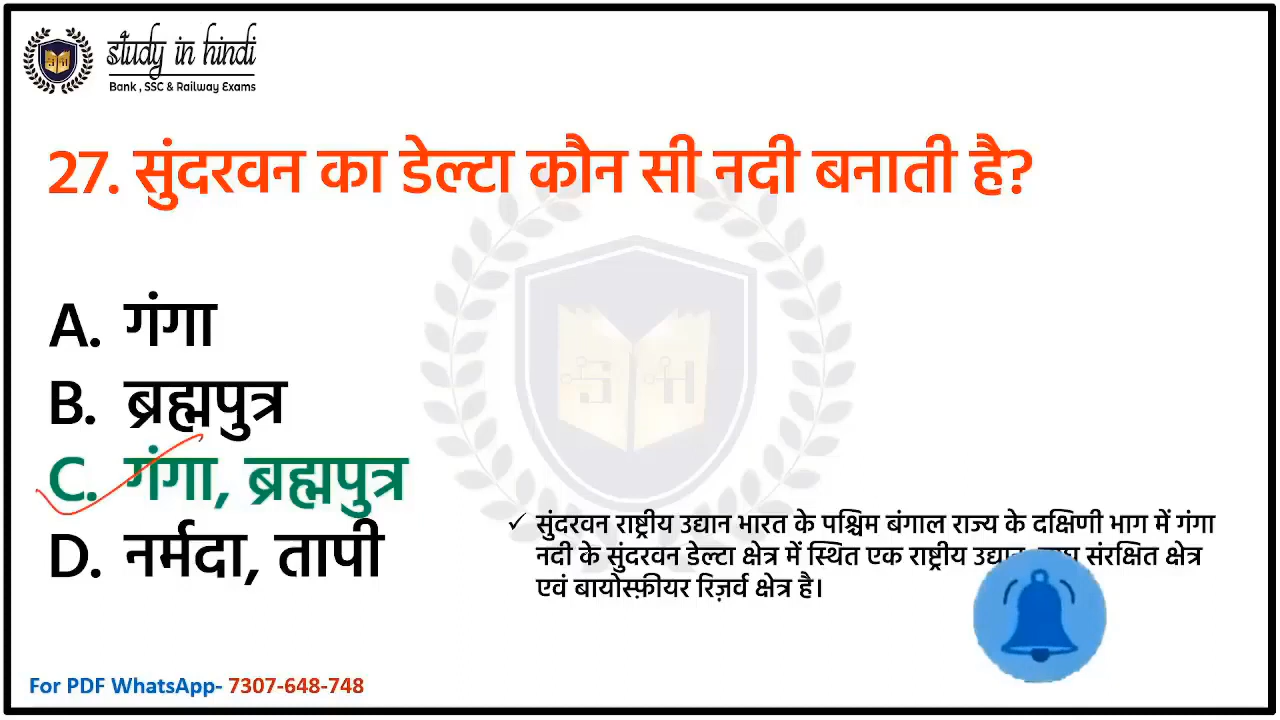 study in hindi
Bank , SSC & Railway Exams
27. सुंदरवन का डेल्टा कौन सी नदी बनाती है?
A. गंगा
B. ब्रह्मपुत्र
C. गंगा, ब्रह्मपुत्र
D. नर्मदा, तापी
✓ सुंदरवन राष्ट्रीय उद्यान भारत के पश्चिम बंगाल राज्य के दक्षिणी भाग में गंगा
नदी के सुंदरवन डेल्टा क्षेत्र में स्थित एक राष्ट्रीय संरक्षित क्षेत्र
एवं बायोस्फ़ीयर रिज़र्व क्षेत्र है।
For PDF WhatsApp- 7307-648-748